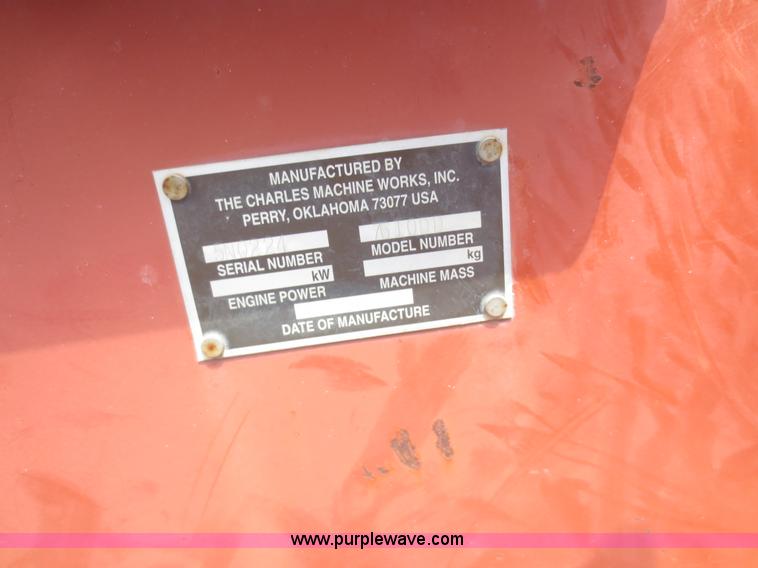 MANUFACTURED BY
THE CHARLES MACHINE WORKS, INC.
PERRY, OKLAHOMA 73077 USA
5N0224
SERIAL NUMBER
MODEL NUMBER
kW
kg
ENGINE POWER
MACHINE MASS
DATE OF MANUFACTURE
www.purplewave.com